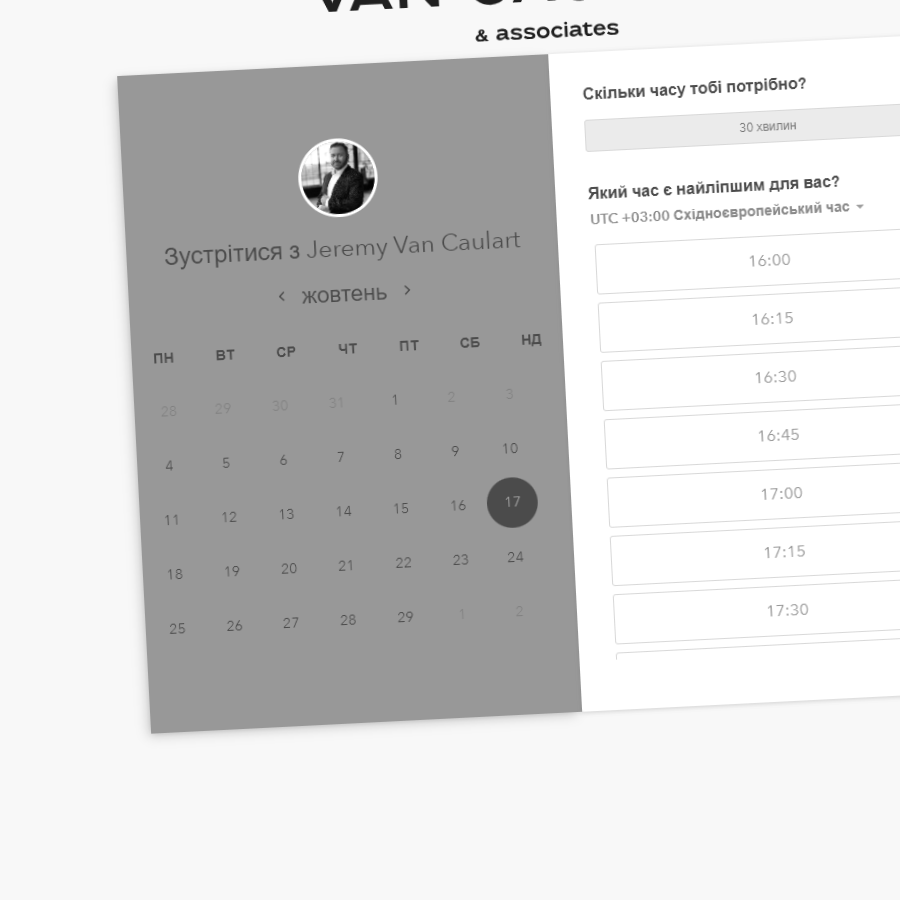 & associates
Зустрітися з Jeremy Van Caulart
жовтень
ПН ВТ СР ЧТ ПТ СБ НД
28 29 30 31 1 2 3
4 5 6 7 8 9 10
11 12 13 14 15 16 17
18 19 20 21 22 23 24
25 26 27 28 29 1 2
Скільки часу тобі потрібно?
30 хвилин
Який час є найліпшим для вас?
UTC +03:00 Східноєвропейський час
16:00
16:15
16:30
16:45
17:00
17:15
17:30